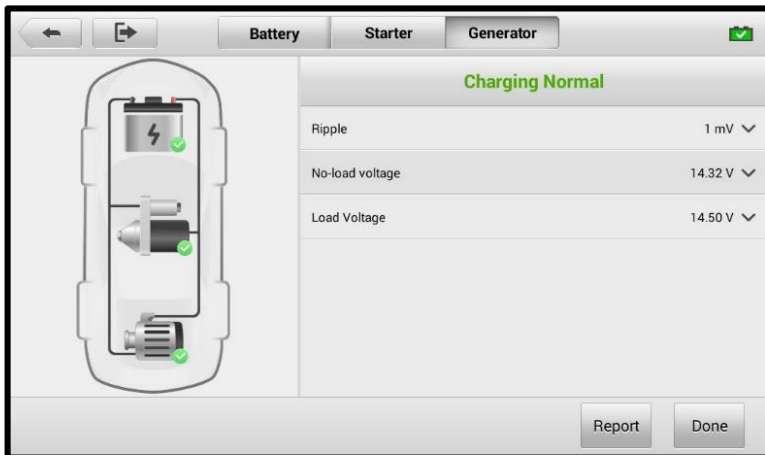 Battery Starter Generator
Charging Normal
Ripple 1 mV
No-load voltage 14.32 V
Load Voltage 14.50 V
Report Done